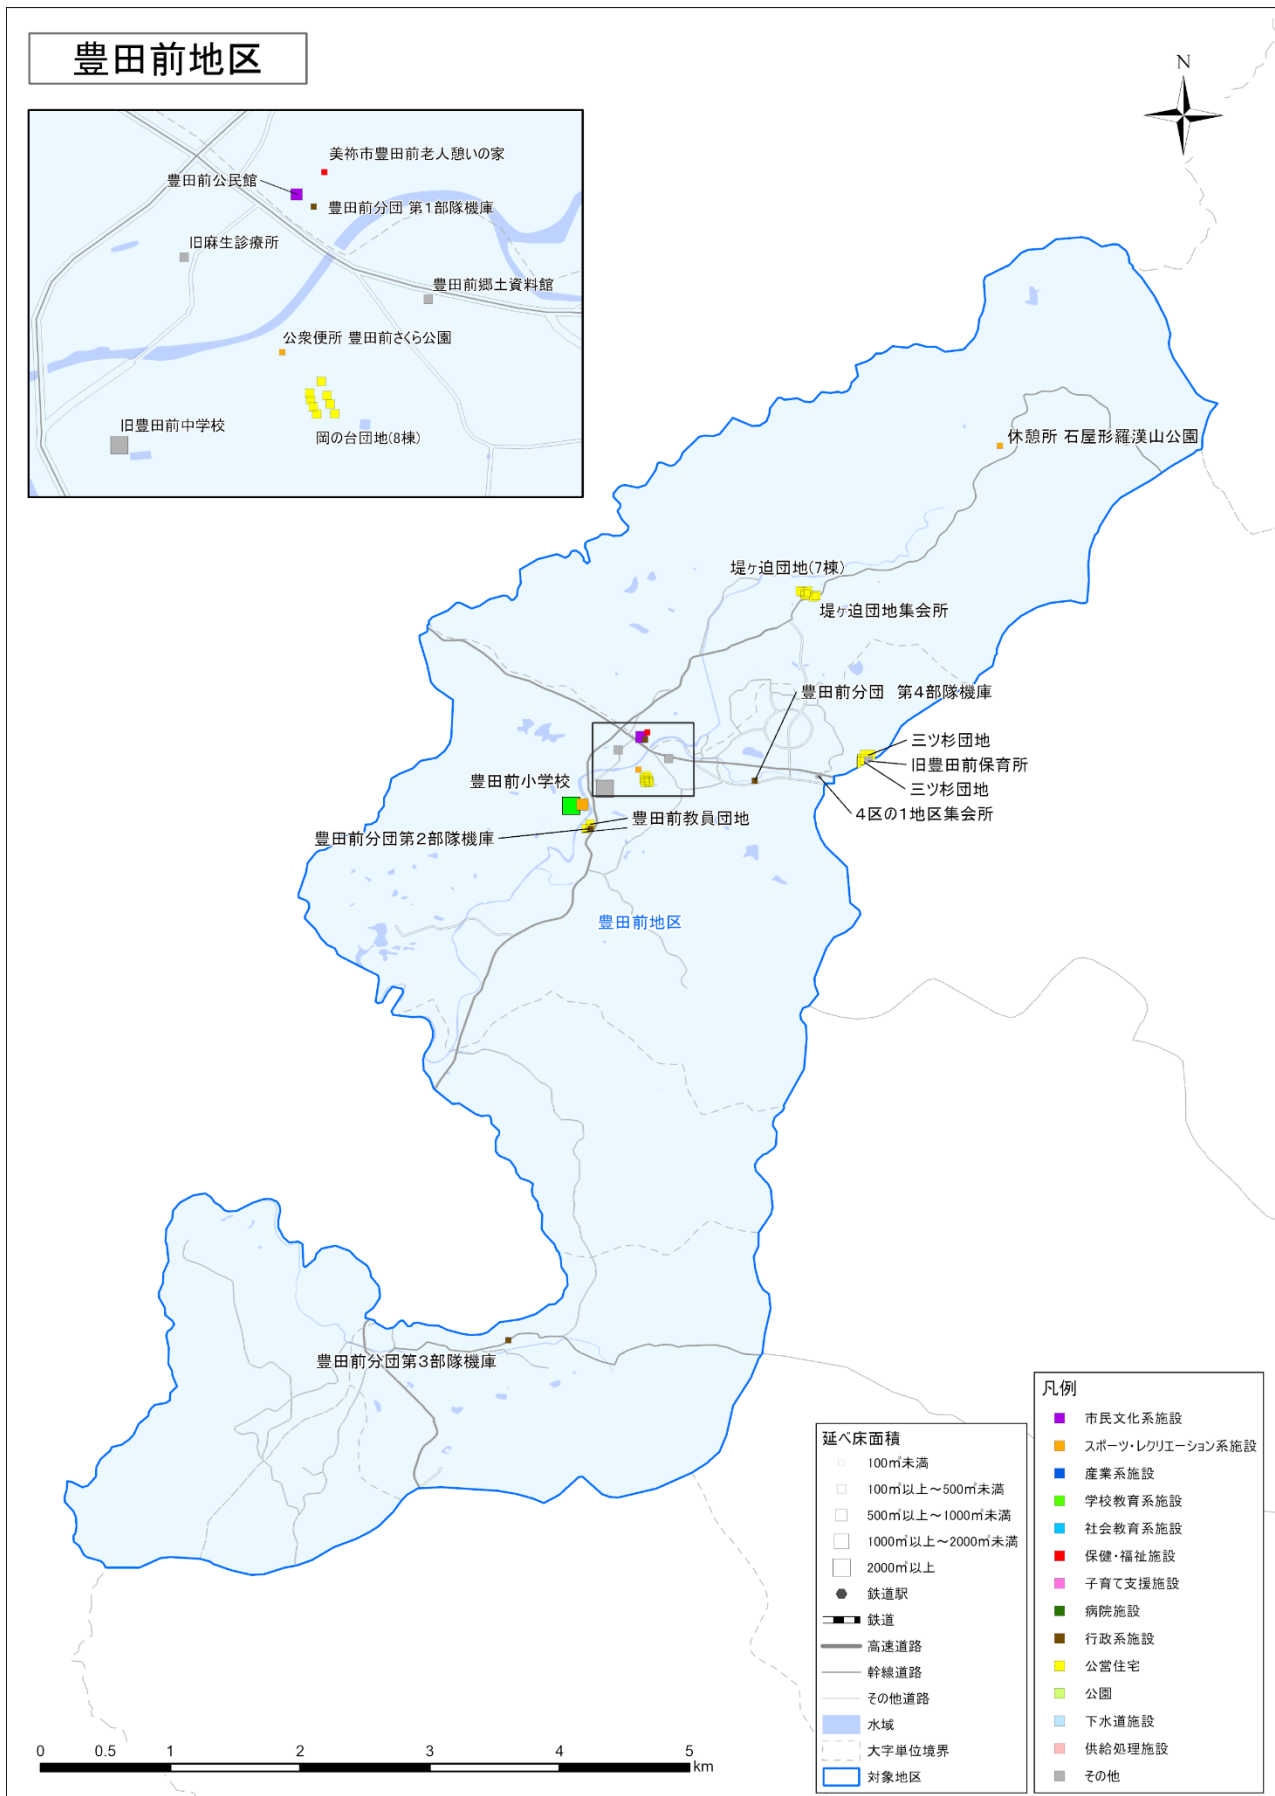 豊田前地区
N
美祢市豊田前老人憩いの家
豊田前公民館
豊田前分団 第1部隊機庫
旧麻生診療所
豊田前郷土資料館
公衆便所 豊田前さくら公園
旧豊田前中学校
岡の台団地(8棟)
休憩所 石屋形羅漢山公園
堤ヶ迫団地(7棟)
堤ヶ迫団地集会所
豊田前分団 第4部隊機庫
三ツ杉団地
旧豊田前保育所
三ツ杉団地
4区の1地区集会所
豊田前小学校
豊田前教員団地
豊田前分団第2部隊機庫
豊田前地区
豊田前分団第3部隊機庫
延べ床面積
100㎡未満
100㎡以上～500㎡未満
500㎡以上～1000㎡未満
1000㎡以上～2000㎡未満
2000㎡以上
鉄道駅
鉄道
高速道路
幹線道路
その他道路
水域
大字単位境界
対象地区
凡例
市民文化系施設
スポーツ・レクリエーション系施設
産業系施設
学校教育系施設
社会教育系施設
保健・福祉施設
子育て支援施設
病院施設
行政系施設
公営住宅
公園
下水道施設
供給処理施設
その他
0 0.5 1 2 3 4 5
km